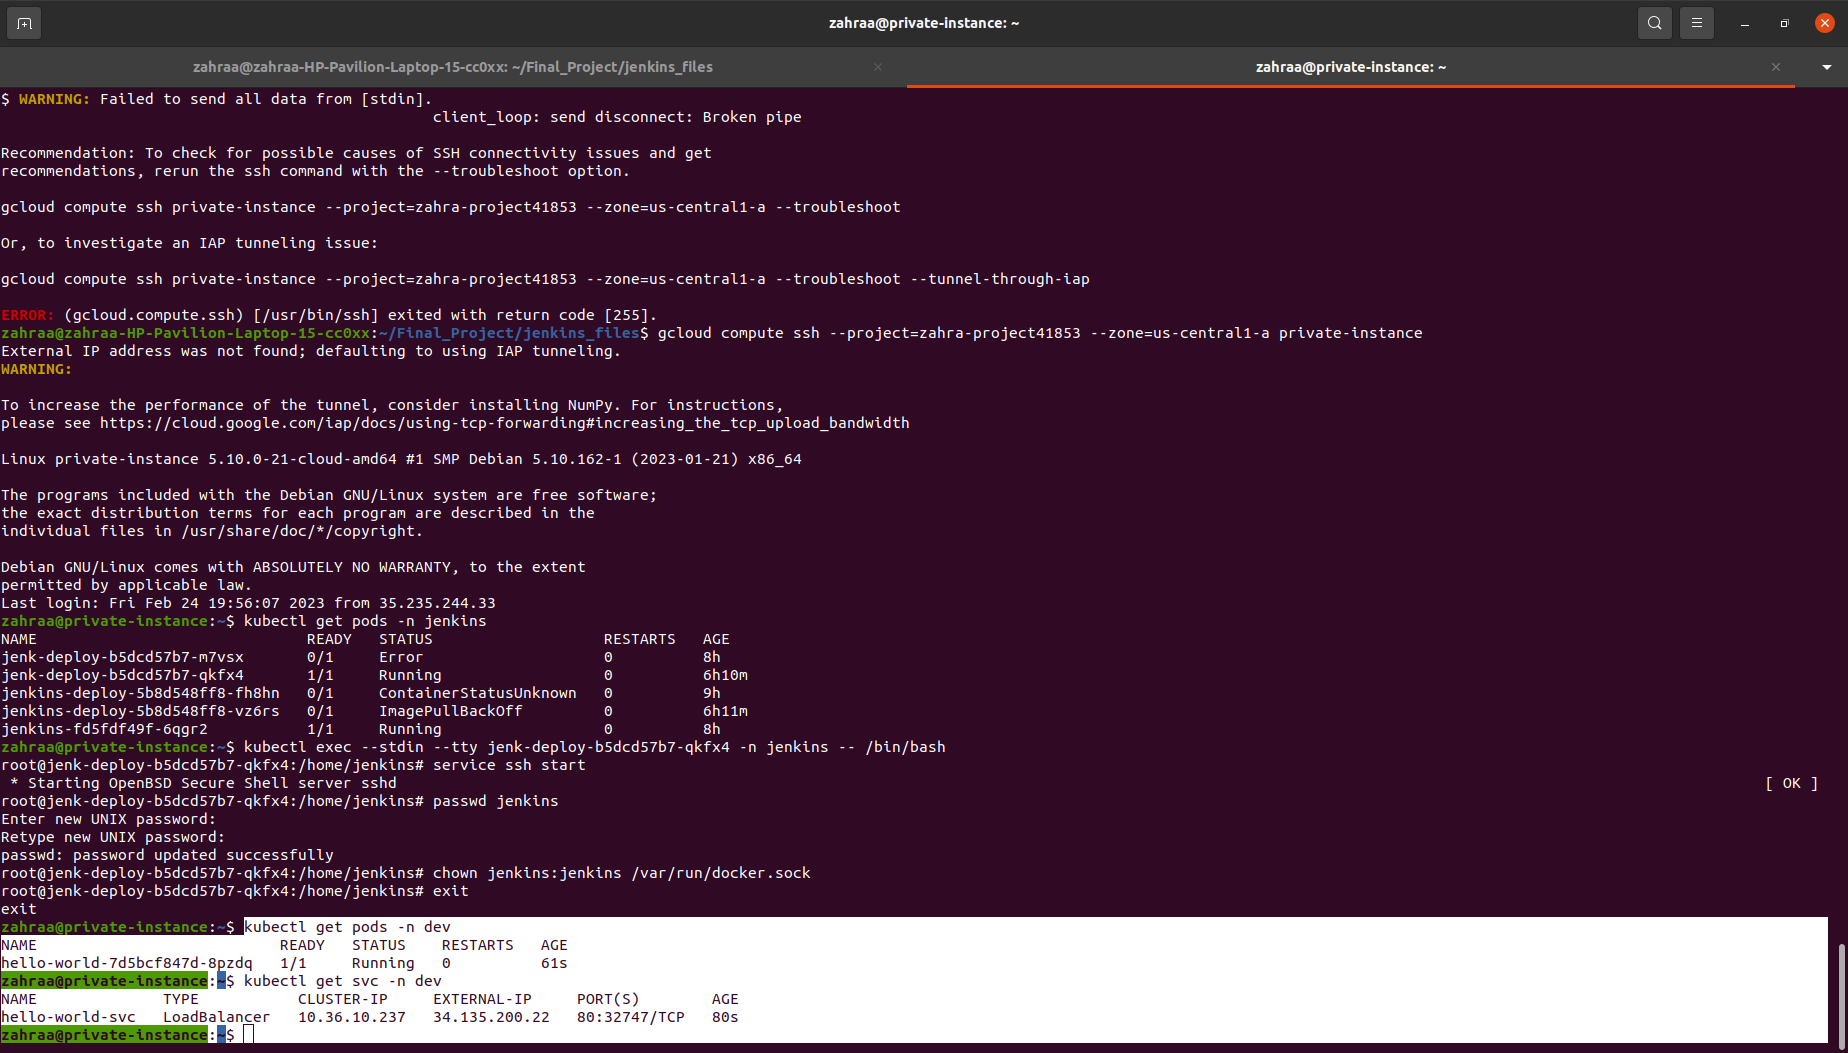 zahraa@private-instance: ~
zahraa@zahraa-HP-Pavilion-Laptop-15-cc0xx: ~/Final_Project/jenkins_files
zahraa@private-instance: ~
$ WARNING: Failed to send all data from [stdin].
client_loop: send disconnect: Broken pipe
Recommendation: To check for possible causes of SSH connectivity issues and get
recommendations, rerun the ssh command with the --troubleshoot option.
gcloud compute ssh private-instance --project=zahra-project41853 --zone=us-central1-a --troubleshoot
Or, to investigate an IAP tunneling issue:
gcloud compute ssh private-instance --project=zahra-project41853 --zone=us-central1-a --troubleshoot --tunnel-through-iap
ERROR: (gcloud.compute.ssh) [/usr/bin/ssh] exited with return code [255].
zahraa@zahraa-HP-Pavilion-Laptop-15-cc0xx:~/Final_Project/jenkins_files$ gcloud compute ssh --project=zahra-project41853 --zone=us-central1-a private-instance
External IP address was not found; defaulting to using IAP tunneling.
WARNING:
To increase the performance of the tunnel, consider installing NumPy. For instructions,
please see https://cloud.google.com/iap/docs/using-tcp-forwarding#increasing_the_tcp_upload_bandwidth
Linux private-instance 5.10.0-21-cloud-amd64 #1 SMP Debian 5.10.162-1 (2023-01-21) x86_64
The programs included with the Debian GNU/Linux system are free software;
the exact distribution terms for each program are described in the
individual files in /usr/share/doc/*/copyright.
Debian GNU/Linux comes with ABSOLUTELY NO WARRANTY, to the extent
permitted by applicable law.
Last login: Fri Feb 24 19:56:07 2023 from 35.235.244.33
zahraa@private-instance:~$ kubectl get pods -n jenkins
NAME READY STATUS RESTARTS AGE
jenk-deploy-b5dcd57b7-m7vsx 0/1 Error 0 8h
jenk-deploy-b5dcd57b7-qkfx4 1/1 Running 0 6h10m
jenkins-deploy-5b8d548ff8-fh8hn 0/1 ContainerStatusUnknown 0 9h
jenkins-deploy-5b8d548ff8-vz6rs 0/1 ImagePullBackOff 0 6h11m
jenkins-fd5fdf49f-6qgr2 1/1 Running 0 8h
zahraa@private-instance:~$ kubectl exec --stdin --tty jenk-deploy-b5dcd57b7-qkfx4 -n jenkins -- /bin/bash
root@jenk-deploy-b5dcd57b7-qkfx4:/home/jenkins# service ssh start
* Starting OpenBSD Secure Shell server sshd [ OK ]
root@jenk-deploy-b5dcd57b7-qkfx4:/home/jenkins# passwd jenkins
Enter new UNIX password:
Retype new UNIX password:
passwd: password updated successfully
root@jenk-deploy-b5dcd57b7-qkfx4:/home/jenkins# chown jenkins:jenkins /var/run/docker.sock
root@jenk-deploy-b5dcd57b7-qkfx4:/home/jenkins# exit
exit
zahraa@private-instance:~$ kubectl get pods -n dev
NAME READY STATUS RESTARTS AGE
hello-world-7d5bcf847d-8pzdq 1/1 Running 0 61s
zahraa@private-instance:~$ kubectl get svc -n dev
NAME TYPE CLUSTER-IP EXTERNAL-IP PORT(S) AGE
hello-world-svc LoadBalancer 10.36.10.237 34.135.200.22 80:32747/TCP 80s
zahraa@private-instance:~$